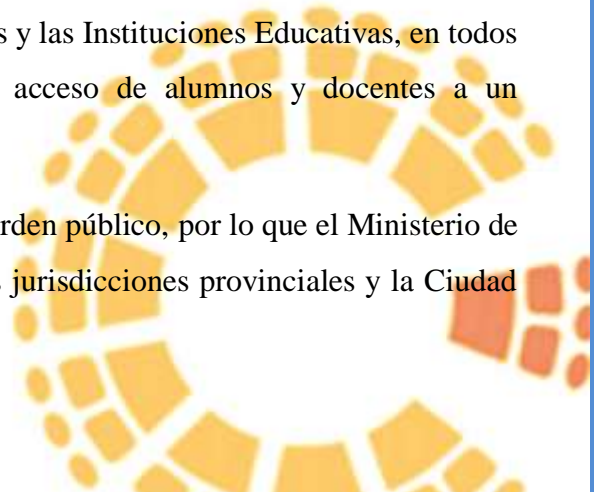 s y las Instituciones Educativas, en todos
acceso de alumnos y docentes a un
rden público, por lo que el Ministerio de
jurisdicciones provinciales y la Ciudad